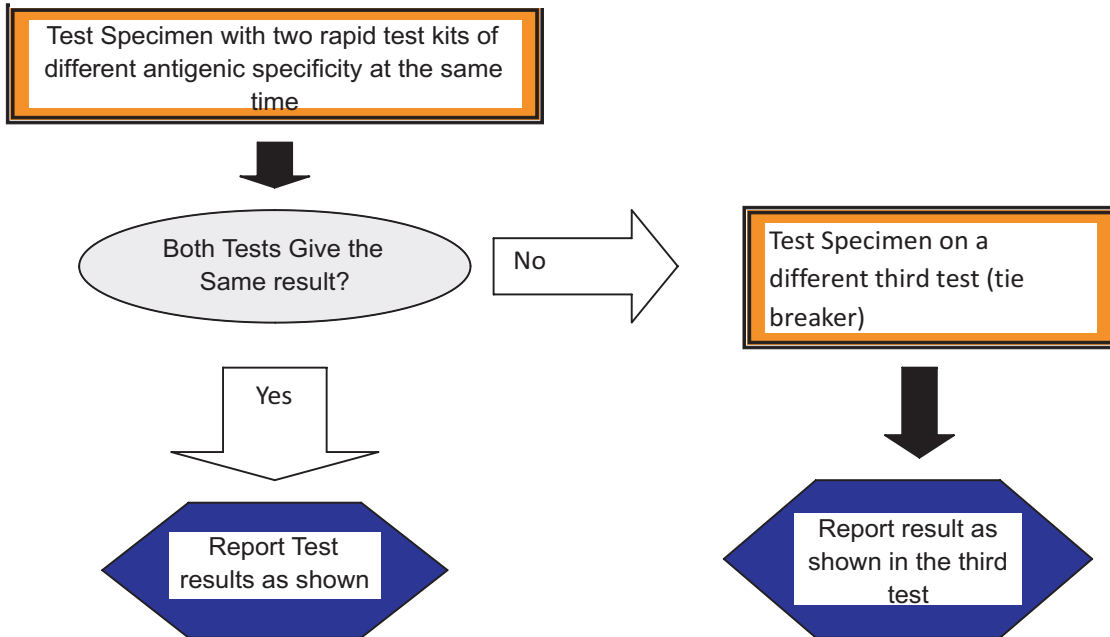 Test Specimen with two rapid test kits of
different antigenic specificity at the same
time
Both Tests Give the
Same result?
No
Test Specimen on a
different third test (tie
breaker)
Yes
Report Test
results as shown
Report result as
shown in the third
test